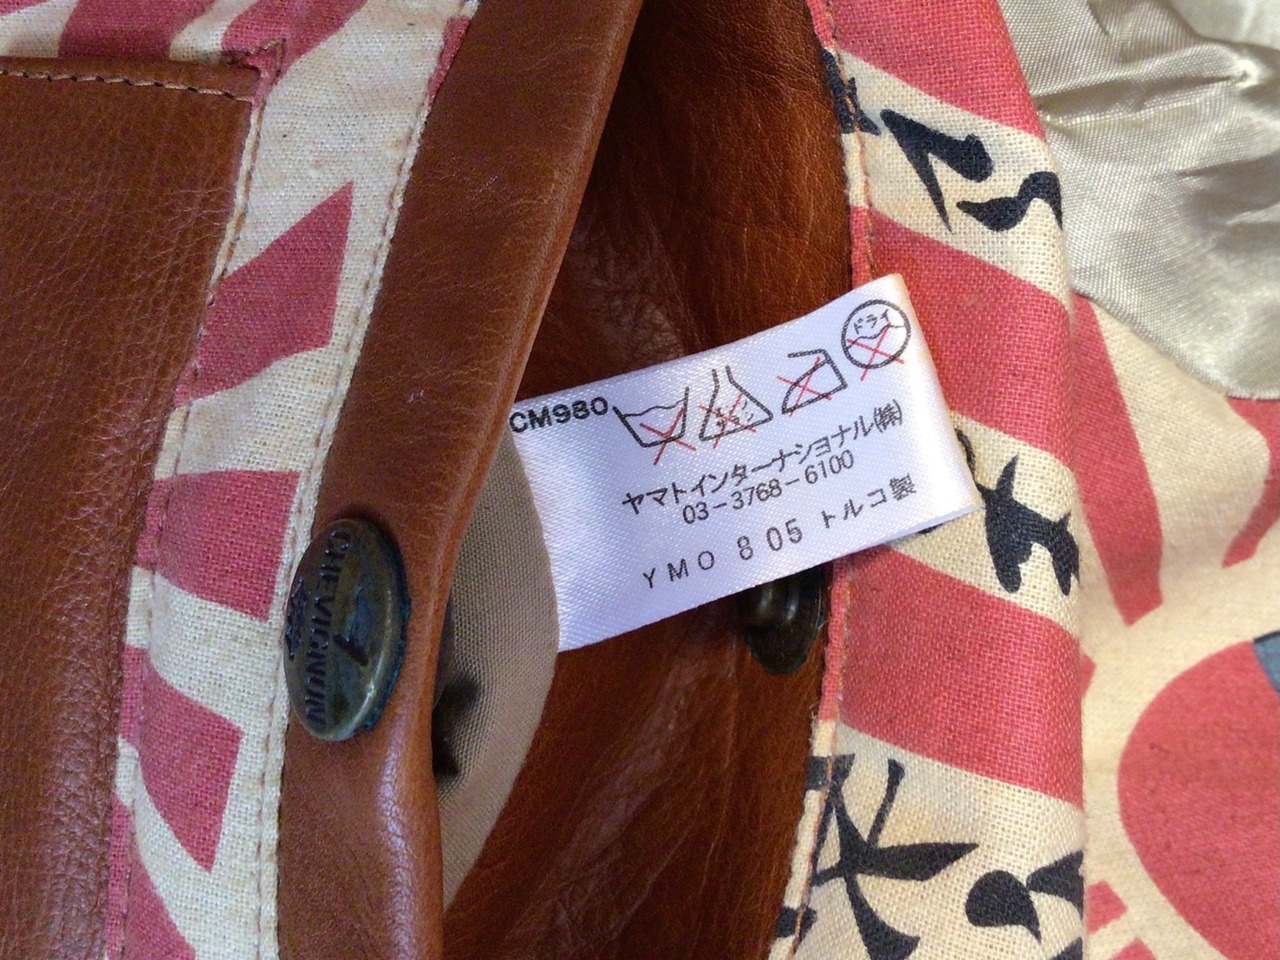 ドライ
CM980
ヤマトインターナショナル(株)
03-3768-6100
YMO 805 トルコ製
CHEVIGNON